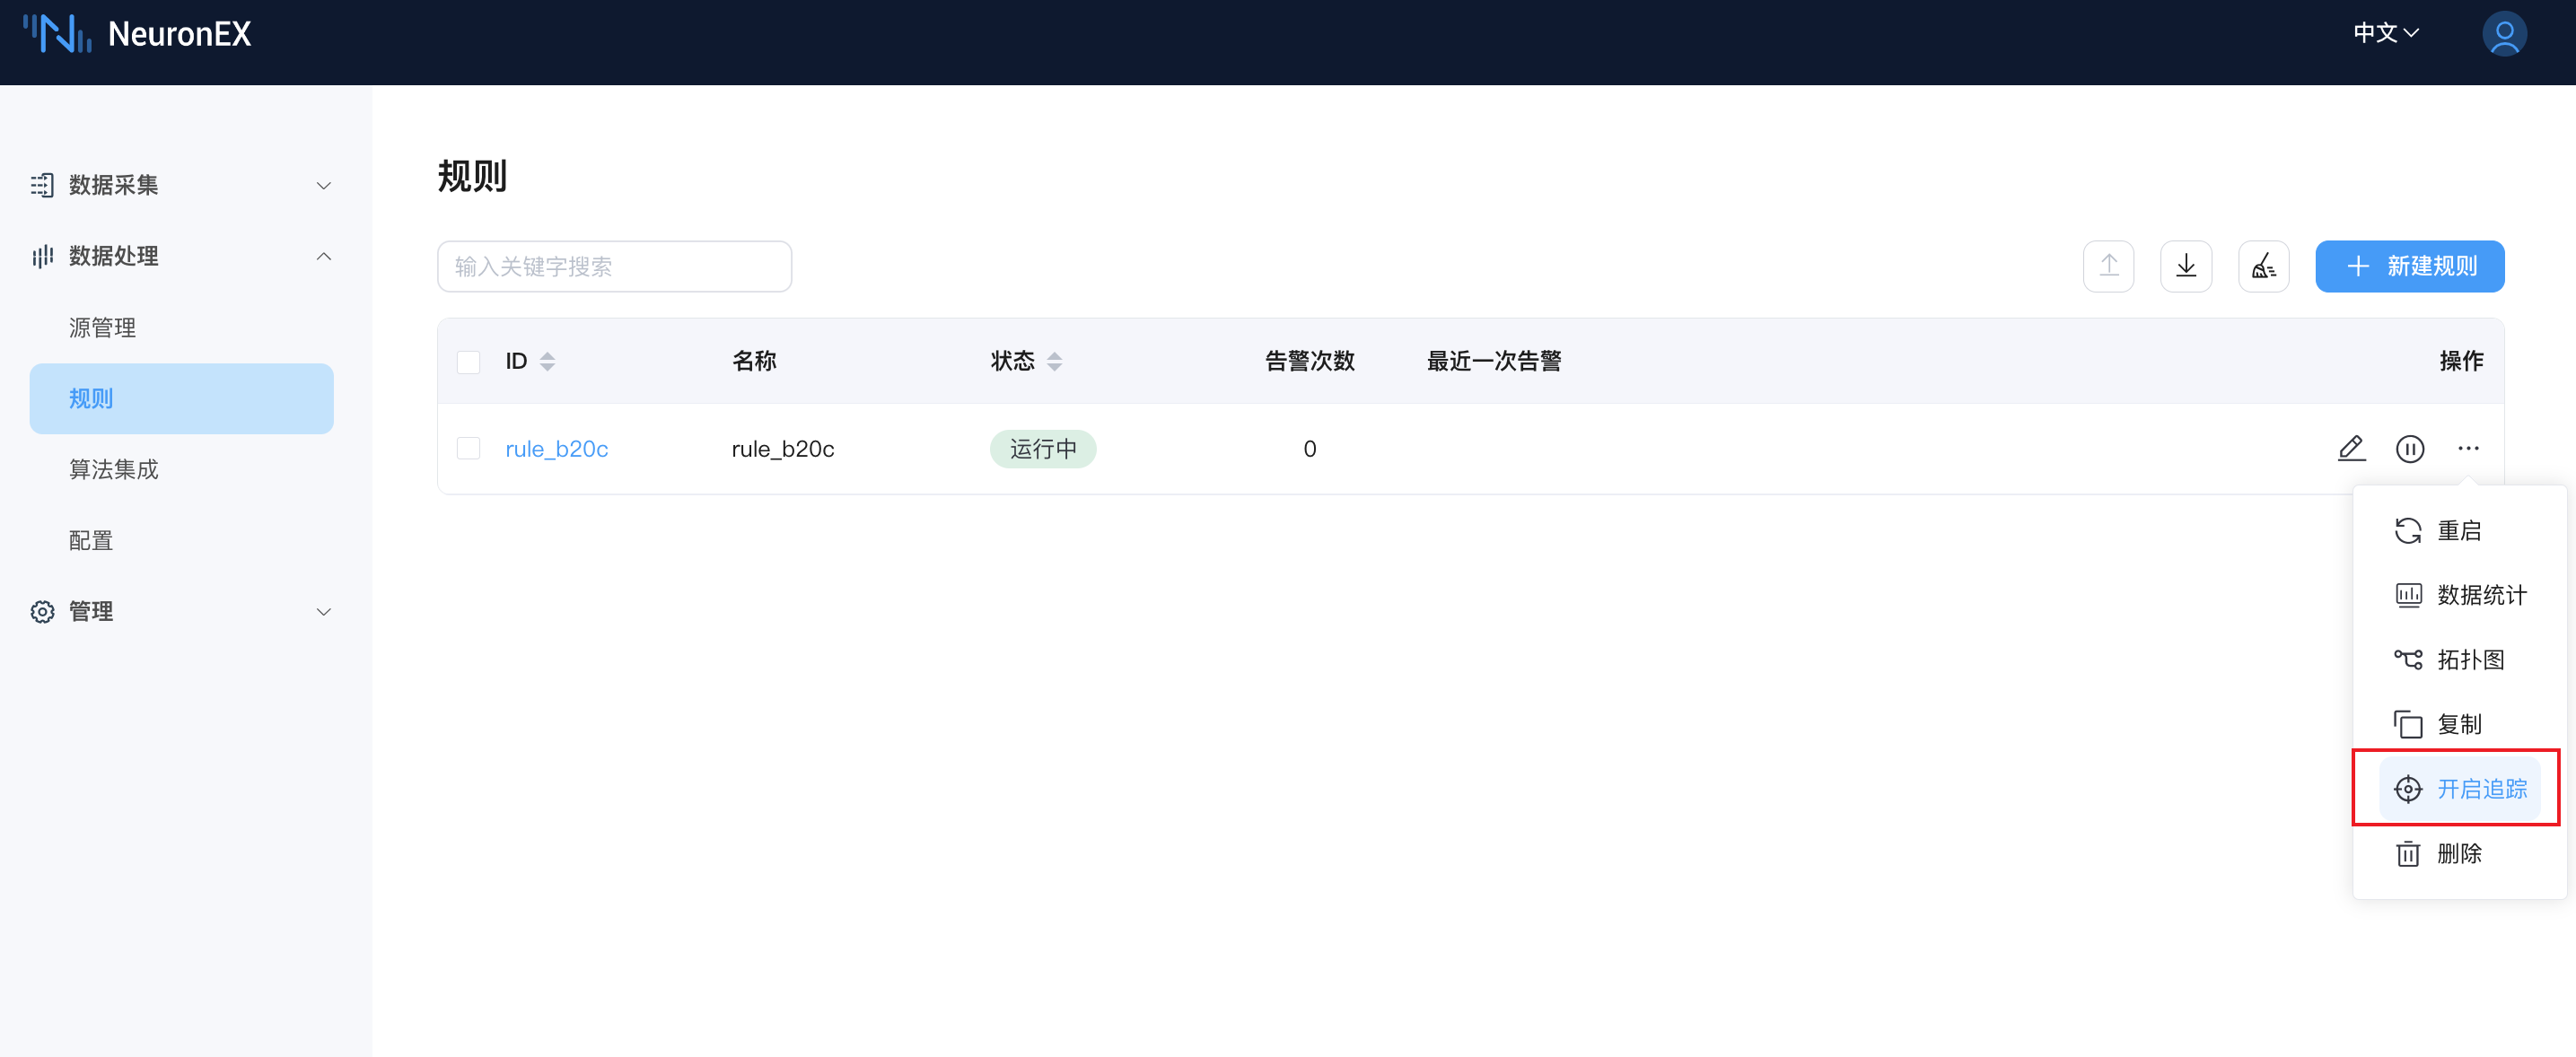 NeuronEX
中文
数据采集
数据处理
源管理
规则
算法集成
配置
管理
规则
输入关键字搜索
新建规则
ID 名称 状态 告警次数 最近一次告警 操作
rule_b20c rule_b20c 运行中 0
重启
数据统计
拓扑图
复制
开启追踪
删除